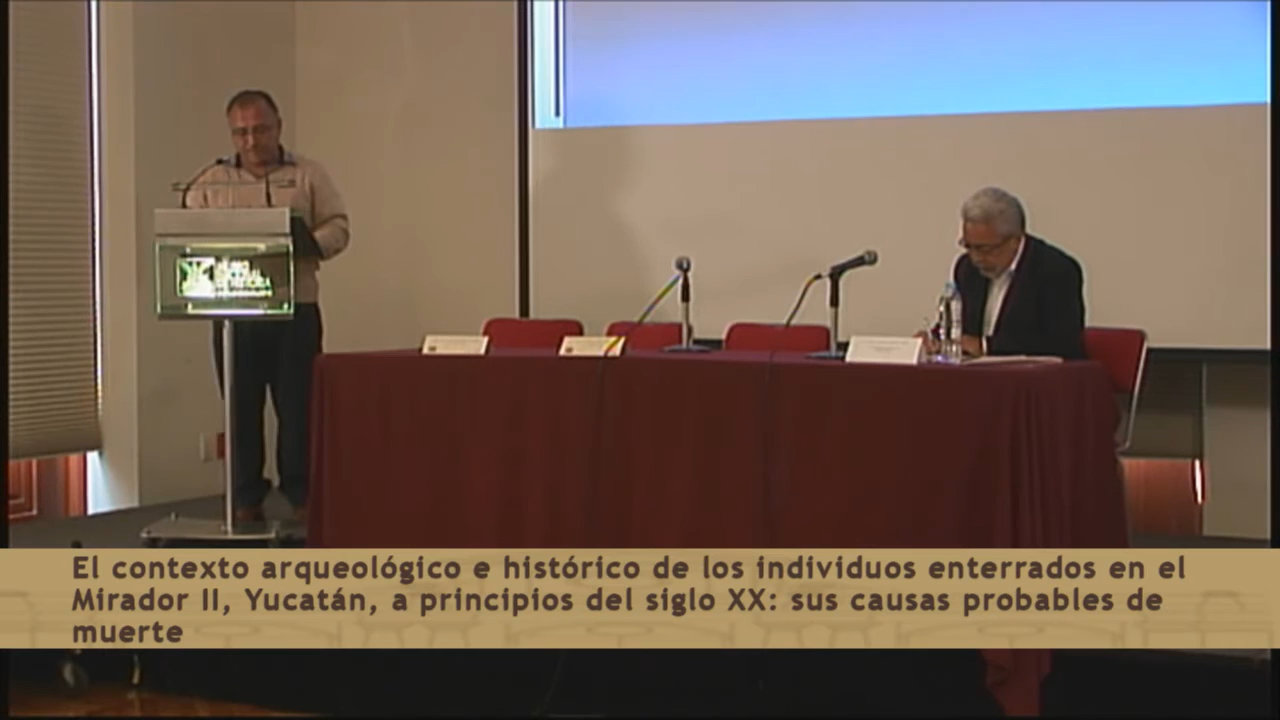 El contexto arqueológico e histórico de los individuos enterrados en el
Mirador II, Yucatán, a principios del siglo XX: sus causas probables de
muerte